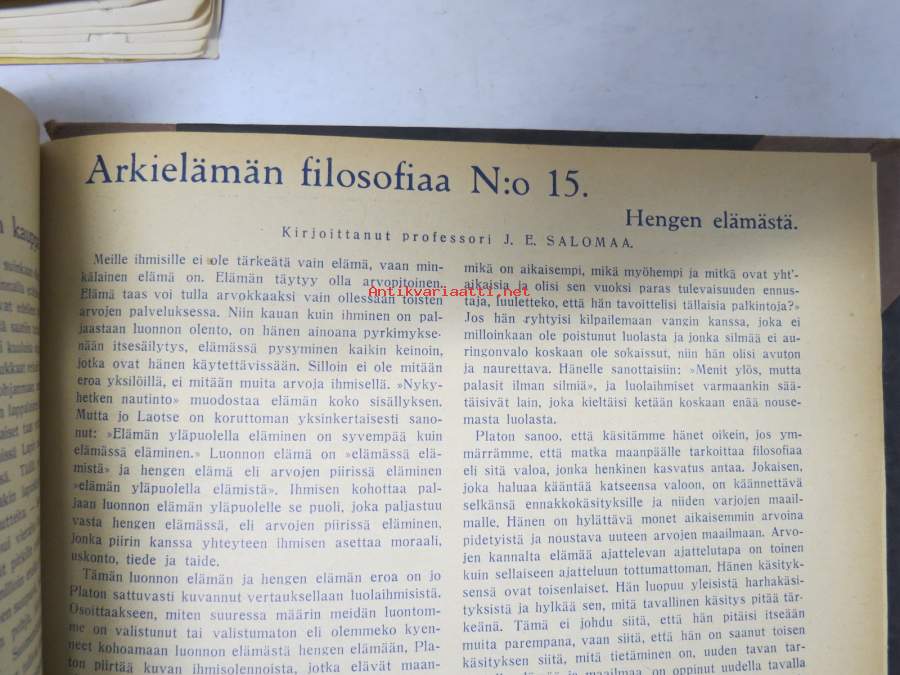 Arkielämän filosofiaa N:o 15.
Hengen elämästä.
Kirjoittanut professori J. E. SALOMAA.
Meille ihmisille ei ole tärkeätä vain elämä, vaan min-
kälainen elämä on. Elämän täytyy olla arvopitoinen.
Elämä taas voi tulla arvokkaaksi vain ollessaan toisten
arvojen palveluksessa. Niin kauan kuin ihminen on pal-
jaastaan luonnon olento, on hänen ainoana pyrkimykse-
nään itsesäilytys, elämässä pysyminen kaikin keinoin,
jotka ovat hänen käytettävissään. Silloin ei ole mitään
eroa yksilöillä, ei mitään muita arvoja ihmisellä. »Nyky-
hetken nautinto» muodostaa elämän koko sisällyksen.
Mutta jo Laotse on koruttoman yksinkertaisesti sano-
nut: »Elämän yläpuolella eläminen on syvempää kuin
elämässä eläminen.» Luonnon elämä on »elämässä elä-
mistä» ja hengen elämä eli arvojen piirissä eläminen
»elämän yläpuolella elämistä». Ihmisen kohottaa pal-
jaan luonnon elämän yläpuolelle se puoli, joka paljastuu
vasta hengen elämässä, eli arvojen piirissä eläminen,
jonka piirin kanssa yhteyteen ihmisen asettaa moraali,
uskonto, tiede ja taide.
Tämän luonnon elämän ja hengen elämän eroa on jo
Platon sattuvasti kuvannut vertauksellaan luolaihmisistä.
Osoittaakseen, miten suuressa määrin meidän luontom-
me on valistunut tai valistumaton eli olemmeko kyen-
neet kohoamaan luonnon elämästä hengen elämään, Pla-
ton piirtää kuvan ihmisolennoista, jotka elävät maan-
mikä on aikaisempi, mikä myöhempi ja mitkä ovat yht'-
aikaisia ja olisi sen vuoksi paras tulevaisuuden ennus-
taja, luuletteko, että hän tavoittelisi tällaisia palkintoja?»
Jos hän ryhtyisi kilpailemaan vangin kanssa, joka ei
milloinkaan ole poistunut luolasta ja jonka silmää ei au-
ringonvalo koskaan ole sokaissut, niin hän olisi avuton
ja naurettava. Hänelle sanottaisiin: »Menit ylös, mutta
palasit ilman silmiä», ja luolaihmiset varmaankin sää-
täisivät lain, joka kieltäisi ketään koskaan enää nouse-
masta luolasta.
Platon sanoo, että käsitämme hänet oikein, jos ym-
märrämme, että matka maanpäälle tarkoittaa filosofiaa
eli sitä valoa, jonka henkinen kasvatus antaa. Jokaisen,
joka haluaa kääntää katseensa valoon, on käännettävä
selkänsä ennakkokäsityksille ja niiden varjojen maail-
malle. Hänen on hylättävä monet aikaisemmin arvoina
pidetyistä ja noustava uuteen arvojen maailmaan. Arvo-
jen kannalta elämää ajattelevan ajattelutapa on toinen
kuin sellaiseen ajatteluun tottumattoman. Hänen käsityk-
sensä ovat toisenlaiset. Hän luopuu yleisistä harhakäsi-
tyksistä ja hylkää sen, mitä tavallinen käsitys pitää tär-
keänä. Tämä ei johdu siitä, että hän pitäisi itseään
muita parempana, vaan siitä, että hän on saanut toisen
käsityksen siitä, mitä tietäminen on, uuden tavan tar-
Antikvariaatti.net